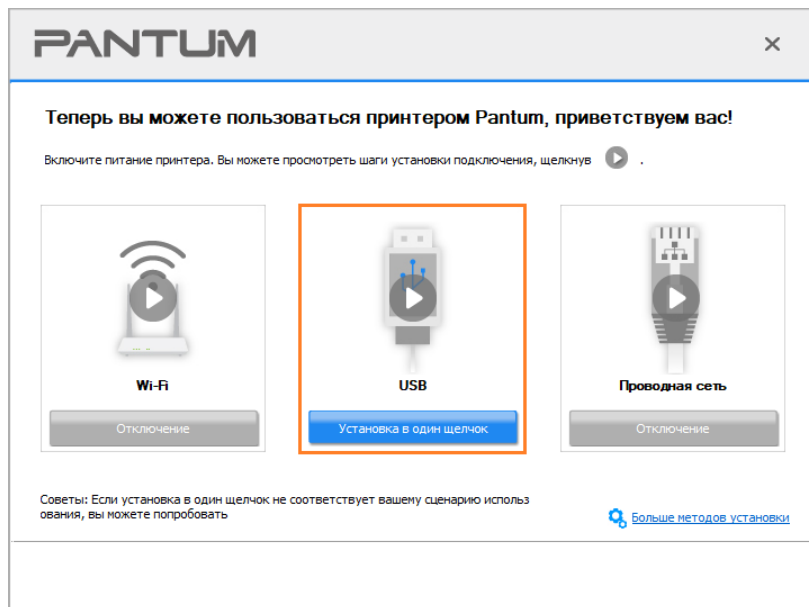 PANTUM
Теперь вы можете пользоваться принтером Pantum, приветствуем вас!
Включите питание принтера. Вы можете просмотреть шаги установки подключения, щелкнув .
Wi-Fi
USB
Проводная сеть
Отключение
Установка в один щелчок
Отключение
Советы: Если установка в один щелчок не соответствует вашему сценарию использ
ования, вы можете попробовать
Больше методов установки